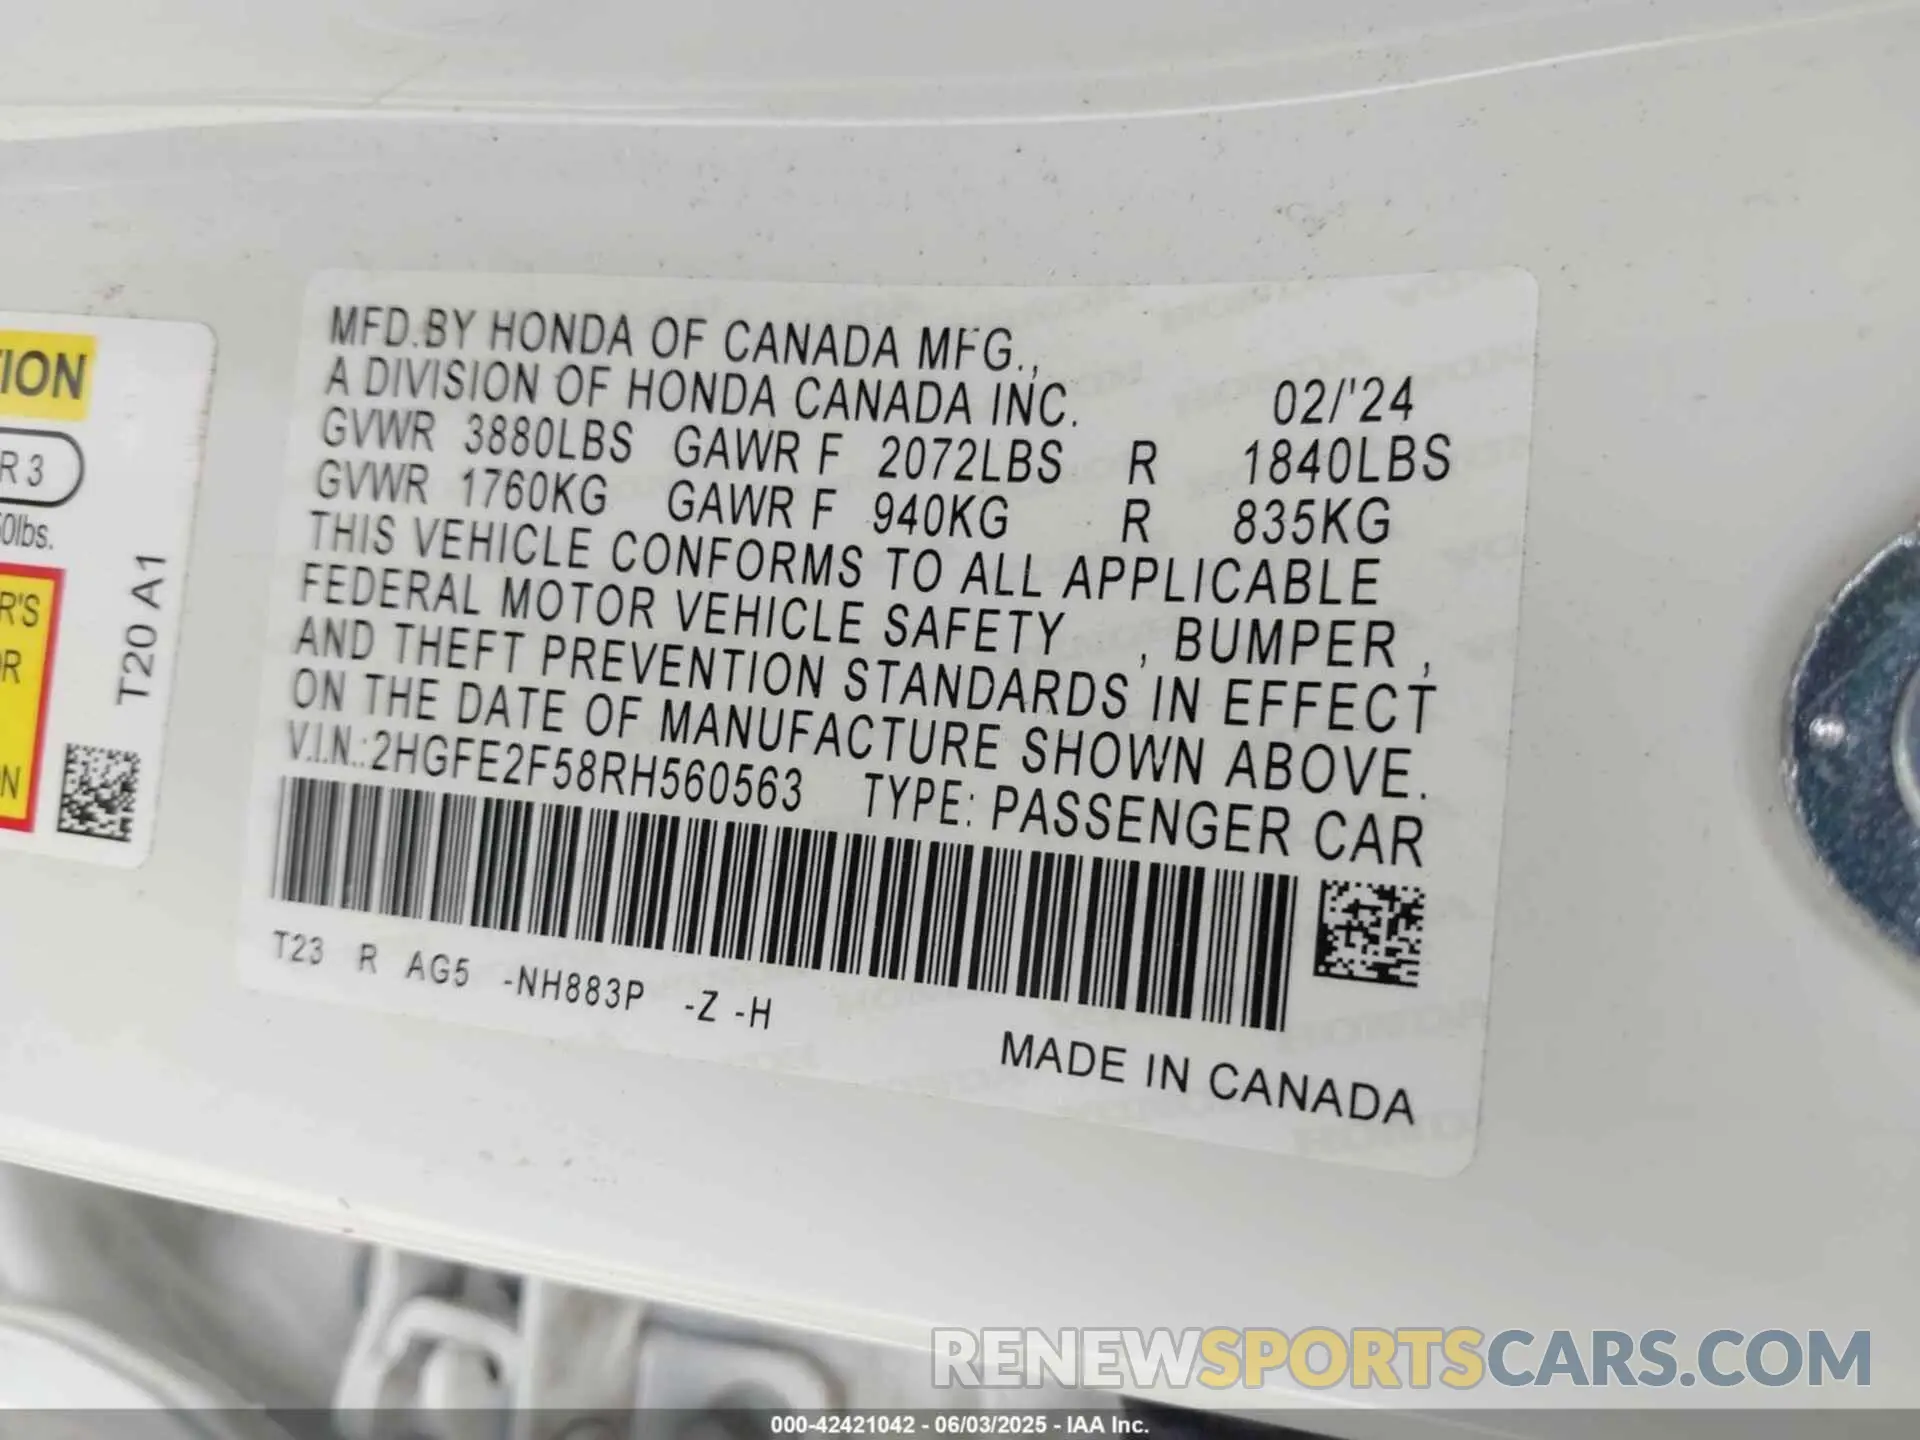 MFD.BY HONDA OF CANADA MFG.,
A DIVISION OF HONDA CANADA INC. 02/'24
GVWR 3880LBS GAWR F 2072LBS R 1840LBS
GVWR 1760KG GAWR F 940KG R 835KG
THIS VEHICLE CONFORMS TO ALL APPLICABLE
FEDERAL MOTOR VEHICLE SAFETY , BUMPER ,
AND THEFT PREVENTION STANDARDS IN EFFECT
ON THE DATE OF MANUFACTURE SHOWN ABOVE.
V.I.N.:2HGFE2F58RH560563 TYPE: PASSENGER CAR
T23 R AG5 -NH883P -Z -H
MADE IN CANADA
ION
R 3
0lbs.
R'S
R
N
T20 A1
RENEWSPORTSCARS.COM
000-42421042 - 06/03/2025 - IAA Inc.